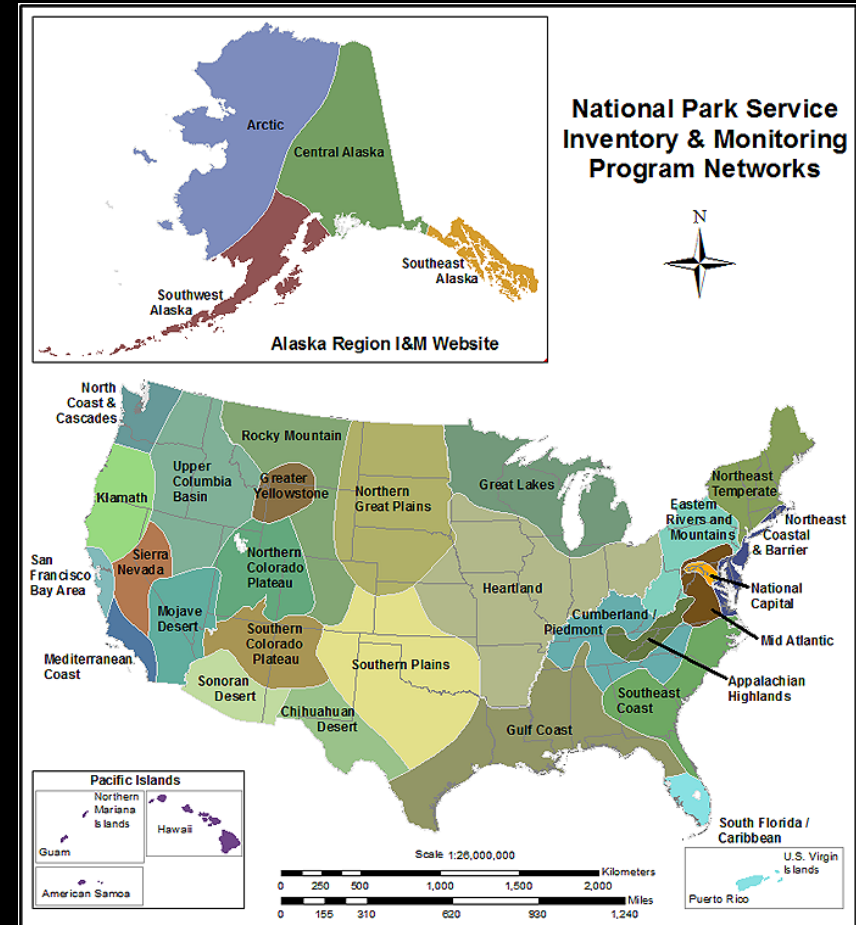 National Park Service
Inventory & Monitoring
Program Networks
N
Arctic
Central Alaska
Southeast
Alaska
Southwest
Alaska
Alaska Region I&M Website
North
Coast &
Cascades
Rocky Mountain
Upper
Columbia
Basin
Greater
Yellowstone
Northern
Great Plains
Great Lakes
Northeast
Temperate
Klamath
Eastern
Rivers and
Mountains
Northeast
Coastal
& Barrier
San
Francisco
Bay Area
Sierra
Nevada
Northern
Colorado
Plateau
Heartland
National
Capital
Mojave
Desert
Cumberland /
Piedmont
Mid Atlantic
Mediterranean
Coast
Southern
Colorado
Plateau
Southern Plains
Appalachian
Highlands
Sonoran
Desert
Chihuahuan
Desert
Southeast
Coast
Gulf Coast
South Florida /
Caribbean
Pacific Islands
Northern
Mariana
Islands
Guam
Hawaii
American Samoa
Scale 1:26,000,000
Kilometers
0 250 500 1,000 1,500 2,000
Miles
0 155 310 620 930 1,240
U.S. Virgin
Islands
Puerto Rico